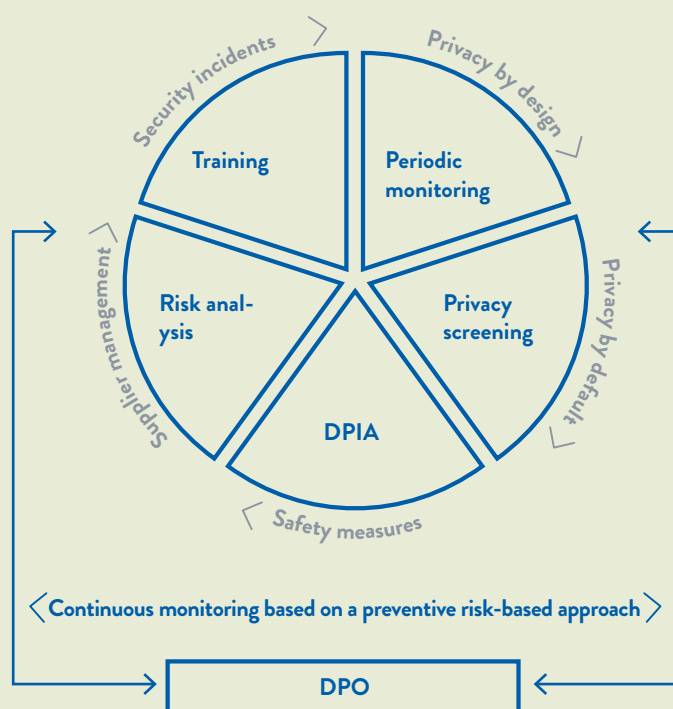 Security incidents
Privacy by design
Training
Periodic
monitoring
Supplier management
Risk anal-
ysis
Privacy
screening
Privacy by default
DPIA
Safety measures
Continuous monitoring based on a preventive risk-based approach
DPO